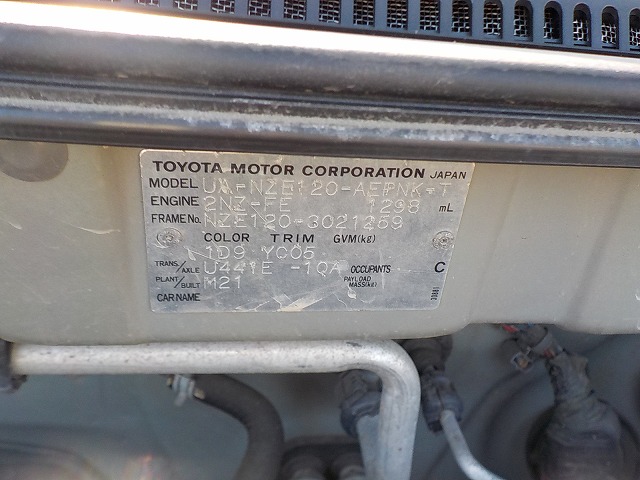 TOYOTA MOTOR CORPORATION JAPAN
MODEL UA-NZE120-AEPNK-T
ENGINE 2NZ-FE 1298 mL
FRAME No. NZE120-3021269
COLOR TRIM GVM(kg)
1D9 YC05
TRANS./AXLE U441E -10A OCCUPANTS C
PLANT/BUILT M21 PAYLOAD MASS(kg)
CAR NAME